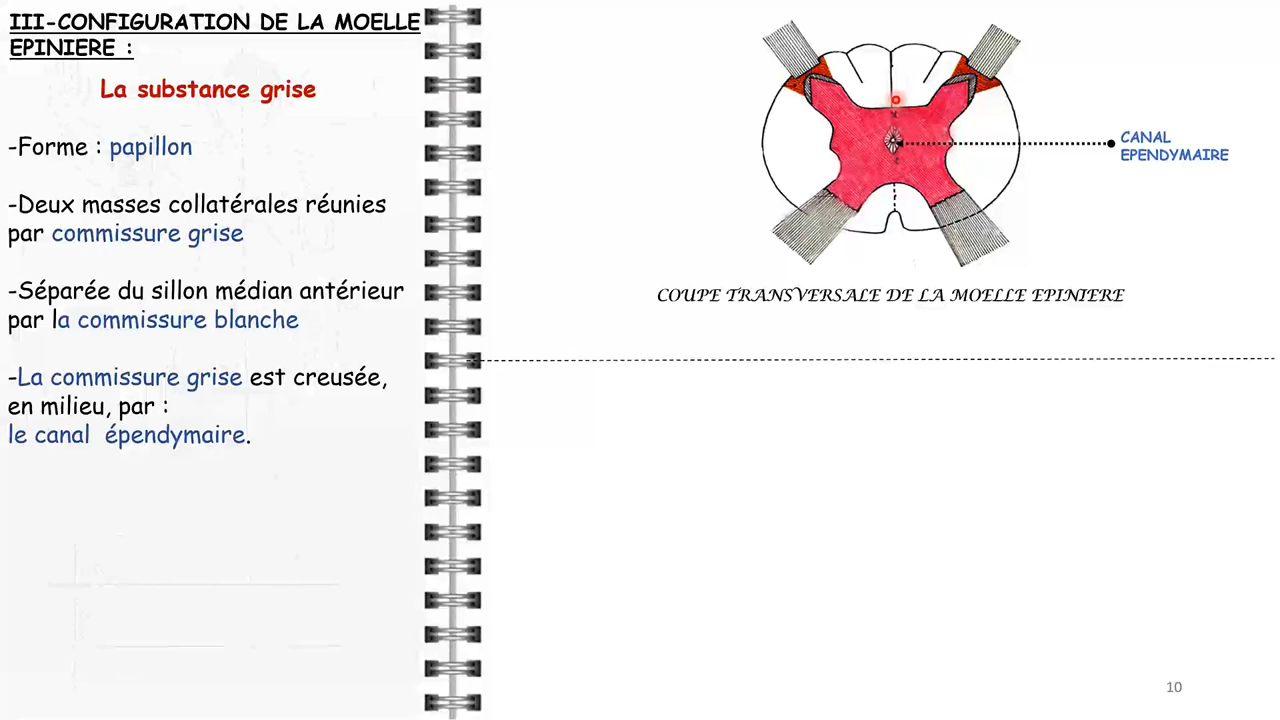 III-CONFIGURATION DE LA MOELLE
EPINIERE :
La substance grise
-Forme : papillon
-Deux masses collatérales réunies
par commissure grise
-Séparée du sillon médian antérieur
par la commissure blanche
-La commissure grise est creusée,
en milieu, par :
le canal épendymaire.
CANAL
EPENDYMAIRE
COUPE TRANSVERSALE DE LA MOELLE EPINIERE
10